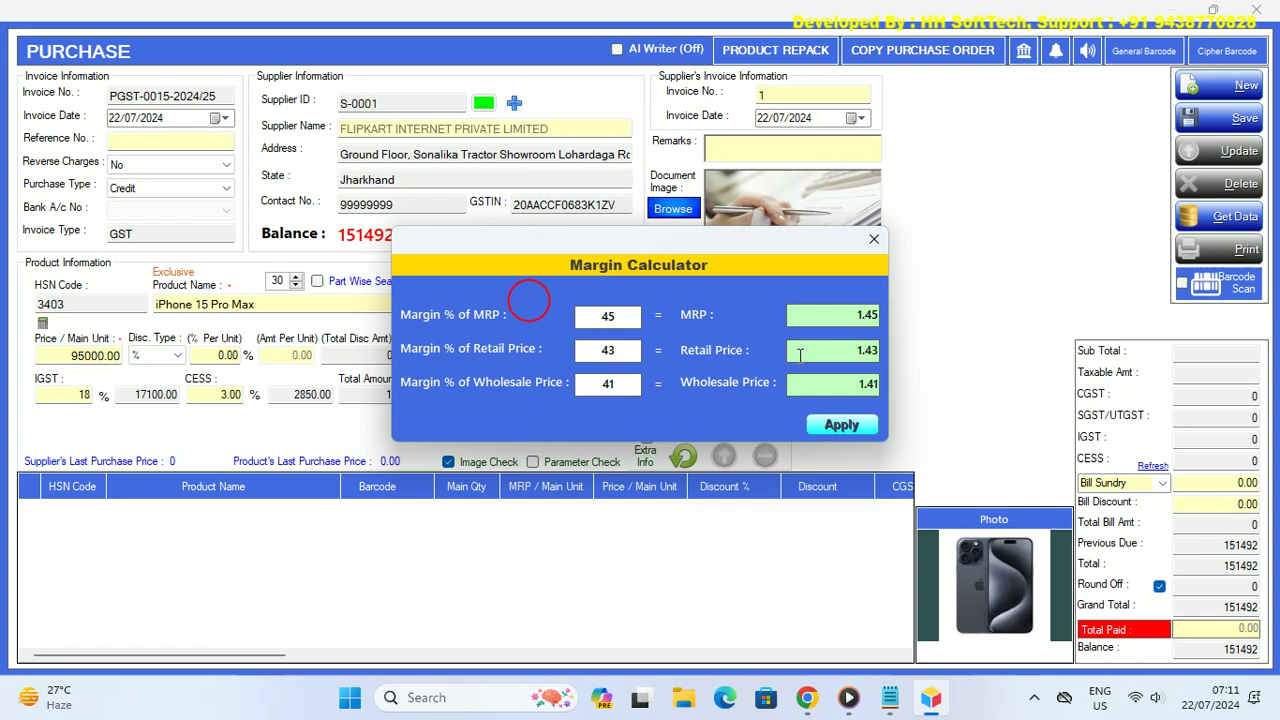 Developed By : HH SoftTech, Support : +91 9438770828
PURCHASE
AI Writer (Off)
PRODUCT REPACK
COPY PURCHASE ORDER
General Barcode
Cipher Barcode
Invoice Information
Invoice No. :
PGST-0015-2024/25
Invoice Date :
22/07/2024
Reference No. :
Reverse Charges :
No
Purchase Type :
Credit
Bank A/c No :
Invoice Type :
GST
Supplier Information
Supplier ID :
S-0001
...
Supplier Name :
FLIPKART INTERNET PRIVATE LIMITED
Address :
Ground Floor, Sonalika Tractor Showroom Lohardaga Ro
State :
Jharkhand
Contact No. :
99999999
GSTIN :
20AACCF0683K1ZV
Balance :
151492
Supplier's Invoice Information
Invoice No. :
1
Invoice Date :
22/07/2024
Remarks :
Document
Image :
Browse
New
Save
Update
Delete
Get Data
Print
Barcode
Scan
Product Information
HSN Code :
3403
Exclusive
Product Name :
30
Part Wise Sea
iPhone 15 Pro Max
Price / Main Unit :
95000.00
Disc. Type :
%
(% Per Unit)
0.00 %
(Amt Per Unit)
0.00
(Total Disc Amt)
IGST :
18 %
17100.00
CESS :
3.00 %
2850.00
Total Amount
Margin Calculator
Margin % of MRP :
45
=
MRP :
1.45
Margin % of Retail Price :
43
=
Retail Price :
1.43
Margin % of Wholesale Price :
41
=
Wholesale Price :
1.41
Apply
Supplier's Last Purchase Price : 0
Product's Last Purchase Price : 0.00
Image Check
Parameter Check
Extra
Info
HSN Code
Product Name
Barcode
Main Qty
MRP / Main Unit
Price / Main Unit
Discount %
Discount
CGS
Photo
Sub Total :
Taxable Amt :
CGST :
0
SGST/UTGST :
0
IGST :
0
CESS :
0
Refresh
Bill Sundry
0.00
Bill Discount :
0.00
Total Bill Amt :
0
Previous Due :
151492
Total :
151492
Round Off :
0
Grand Total :
151492
Total Paid :
0.00
Balance :
151492
27°C
Haze
Search
PRE
ENG
US
07:11
22/07/2024